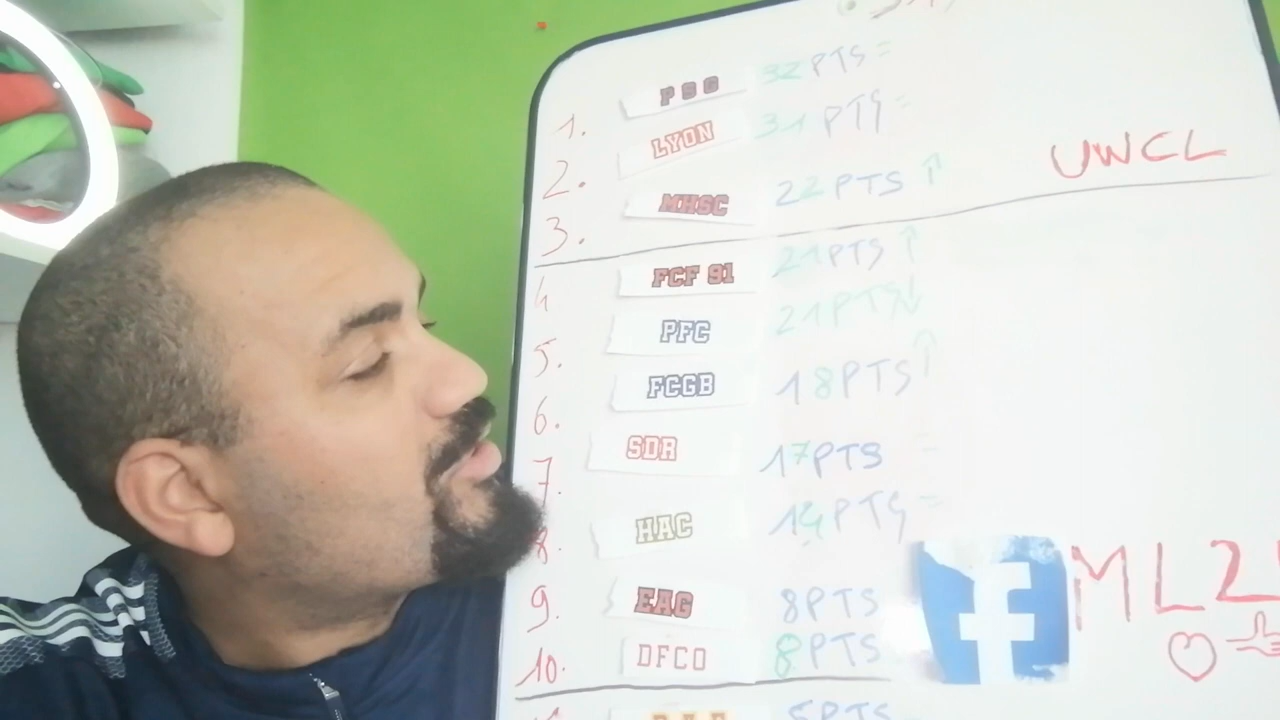 1. PSG 32 PTS =
2. LYON 31 PTS =
3. MHSC 22 PTS ↑
UWCL
4 FCF 91 21 PTS ↑
5. PFC 21 PTS ↓
6. FCGB 18 PTS ↑
7. SDR 17 PTS =
8. HAC 14 PTS =
9. EAG 8 PTS
10. DFCO 8 PTS
f ML2
5 PTS